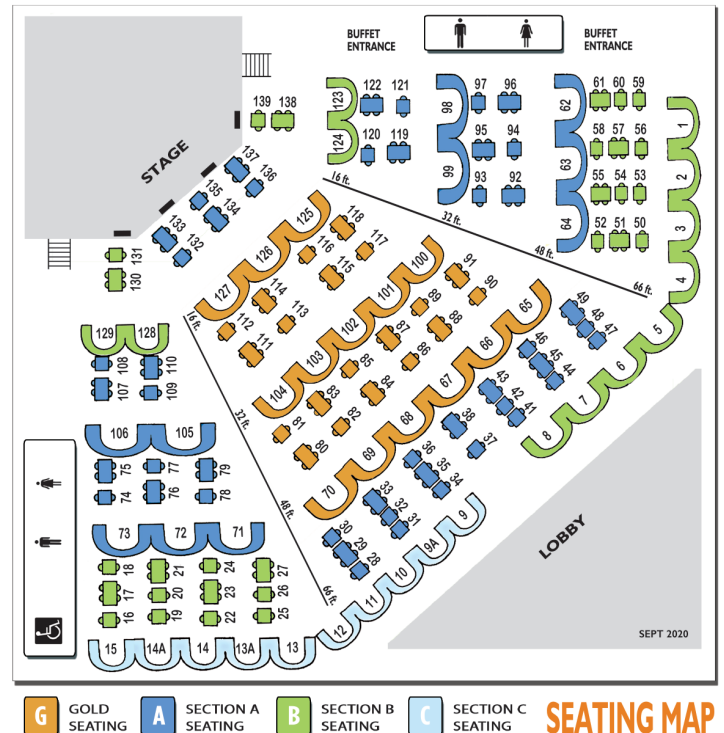 BUFFET
ENTRANCE
BUFFET
ENTRANCE
STAGE
139 138
123
124
122 121
120 119
98
99
97 96
95 94
93 92
62
63
64
61 60 59
58 57 56
55 54 53
52 51 50
1
2
3
4
5
6
7
8
137
136
135
134
133
132
131
130
16 ft.
32 ft.
48 ft.
66 ft.
125
126
127
118
117
116
115
114
113
112
111
100
101
102
103
104
91
90
89
88
87
86
85
84
83
82
81
80
65
66
67
68
69
70
49
48
47
46
45
44
43
42
41
38
37
36
35
34
33
32
31
30
29
28
16 ft.
32 ft.
48 ft.
66 ft.
129 128
108 110
107 109
106 105
75 77 79
74 76 78
73 72 71
18 21 24 27
17 20 23 26
16 19 22 25
15 14A 14 13A 13
12
11
10
9A
9
LOBBY
SEPT 2020
G GOLD
SEATING
A SECTION A
SEATING
B SECTION B
SEATING
C SECTION C
SEATING
SEATING MAP